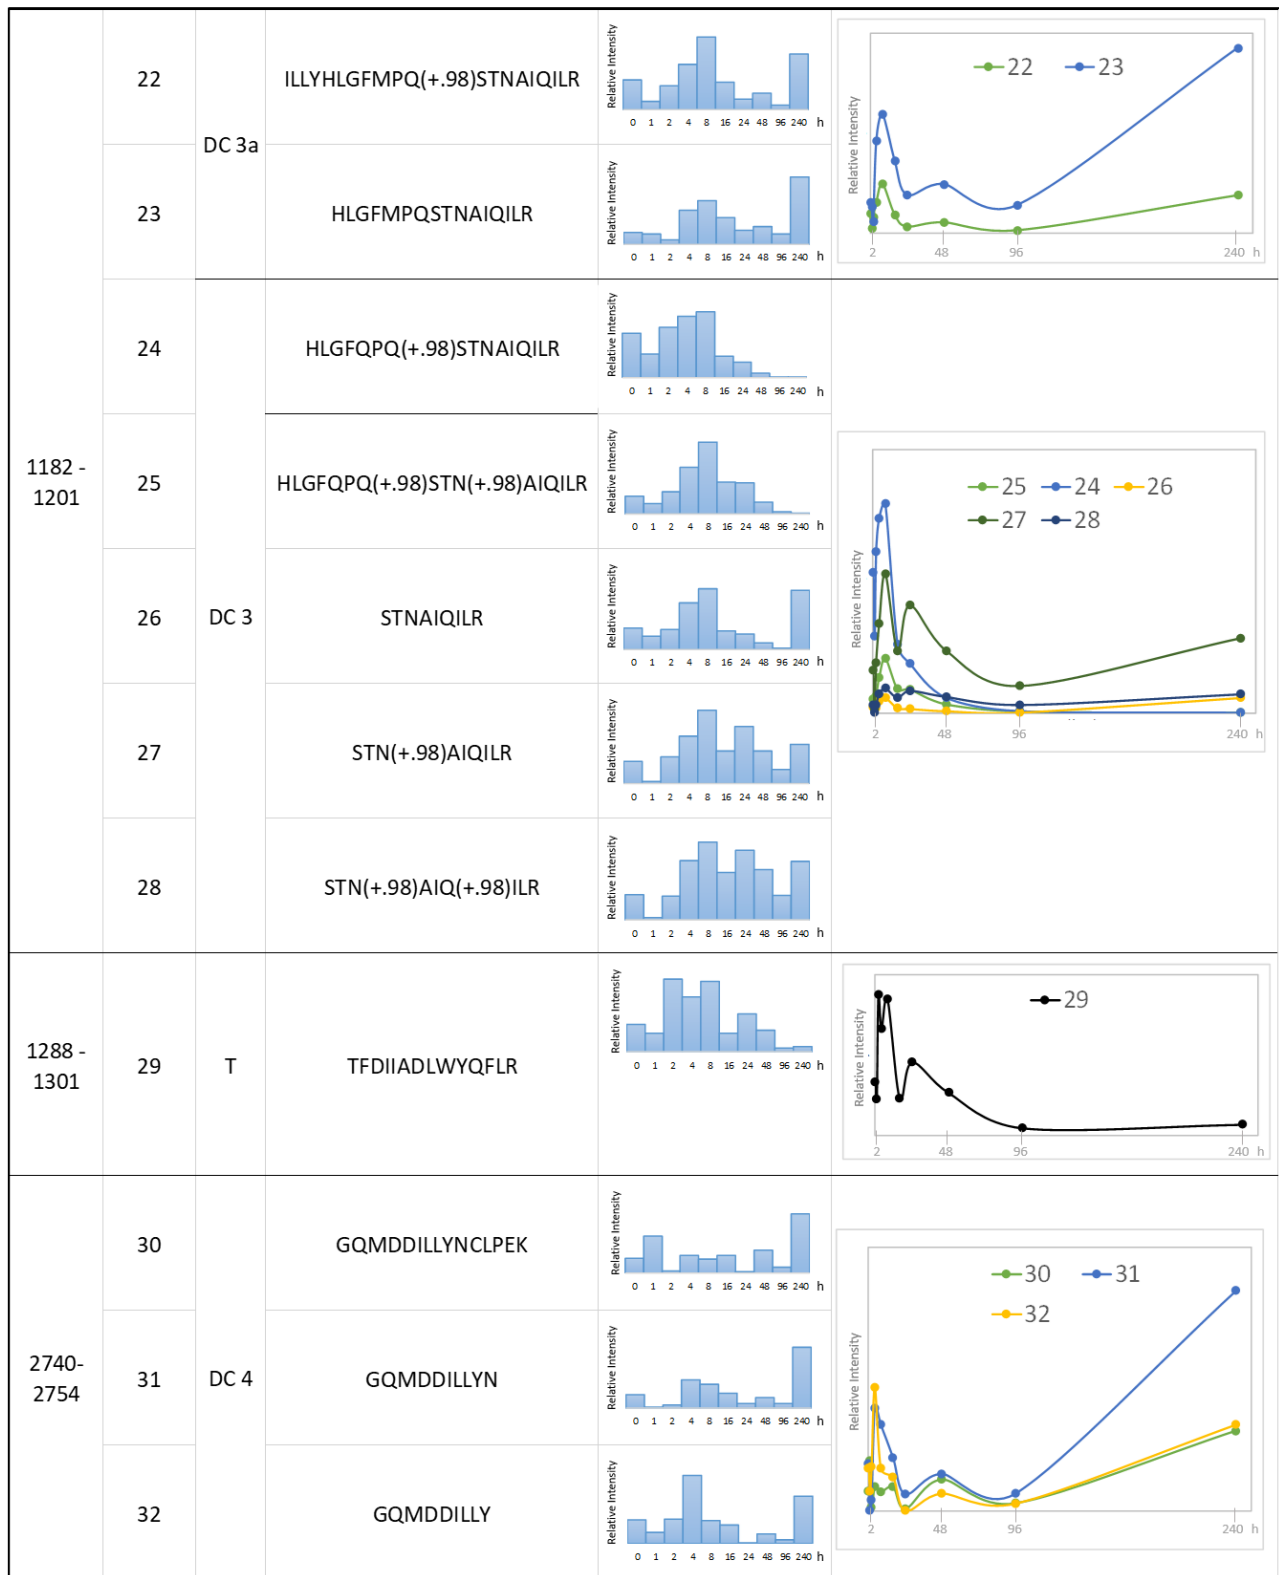 22
DC 3a
ILLYHLGFMPQ(+.98)STNAIQILR
Relative Intensity
0 1 2 4 8 16 24 48 96 240 h
22 23
Relative Intensity
2 48 96 240 h
23
HLGFMPQSTNAIQILR
Relative Intensity
0 1 2 4 8 16 24 48 96 240 h
1182 -
1201
24
DC 3
HLGFQPQ(+.98)STNAIQILR
Relative Intensity
0 1 2 4 8 16 24 48 96 240 h
25
HLGFQPQ(+.98)STN(+.98)AIQILR
Relative Intensity
0 1 2 4 8 16 24 48 96 240 h
25 24 26
27 28
Relative Intensity
2 48 96 240 h
26
STNAIQILR
Relative Intensity
0 1 2 4 8 16 24 48 96 240 h
27
STN(+.98)AIQILR
Relative Intensity
0 1 2 4 8 16 24 48 96 240 h
28
STN(+.98)AIQ(+.98)ILR
Relative Intensity
0 1 2 4 8 16 24 48 96 240 h
1288 -
1301
29
T
TFDIIADLWYQFLR
Relative Intensity
0 1 2 4 8 16 24 48 96 240 h
29
Relative Intensity
2 48 96 240 h
2740-
2754
30
DC 4
GQMDDILLYNCLPEK
Relative Intensity
0 1 2 4 8 16 24 48 96 240 h
30 31
32
Relative Intensity
2 48 96 240 h
31
GQMDDILLYN
Relative Intensity
0 1 2 4 8 16 24 48 96 240 h
32
GQMDDILLY
Relative Intensity
0 1 2 4 8 16 24 48 96 240 h